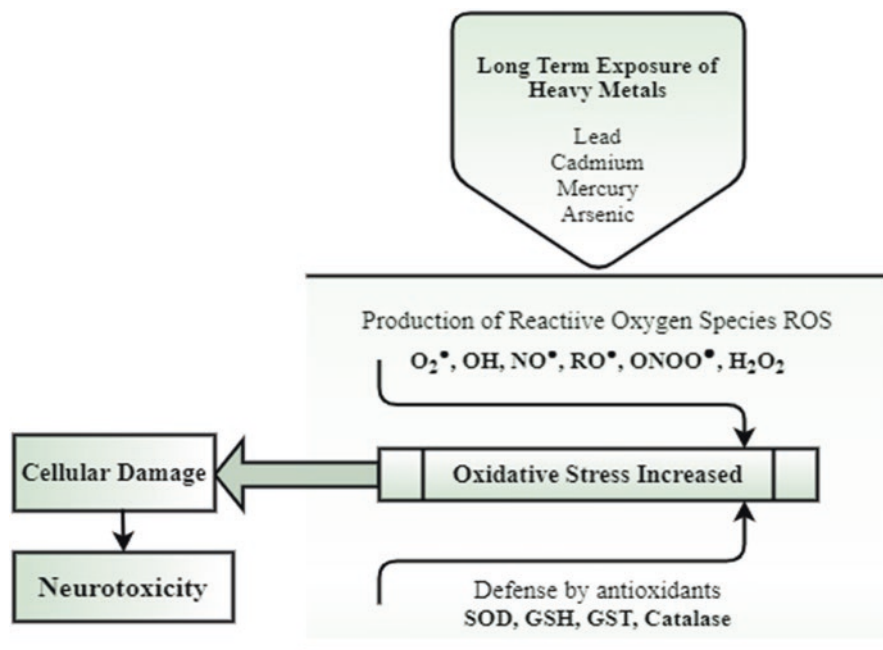 Long Term Exposure of
Heavy Metals
Lead
Cadmium
Mercury
Arsenic
Production of Reactiive Oxygen Species ROS
O₂•, OH, NO•, RO•, ONOO•, H₂O₂
Oxidative Stress Increased
Cellular Damage
Neurotoxicity
Defense by antioxidants
SOD, GSH, GST, Catalase